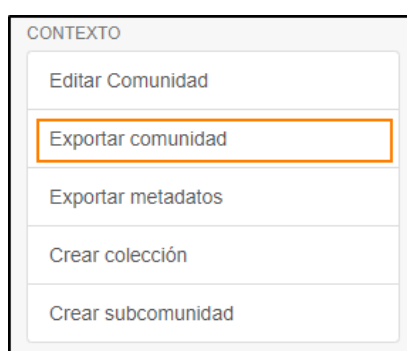 CONTEXTO
Editar Comunidad
Exportar comunidad
Exportar metadatos
Crear colección
Crear subcomunidad